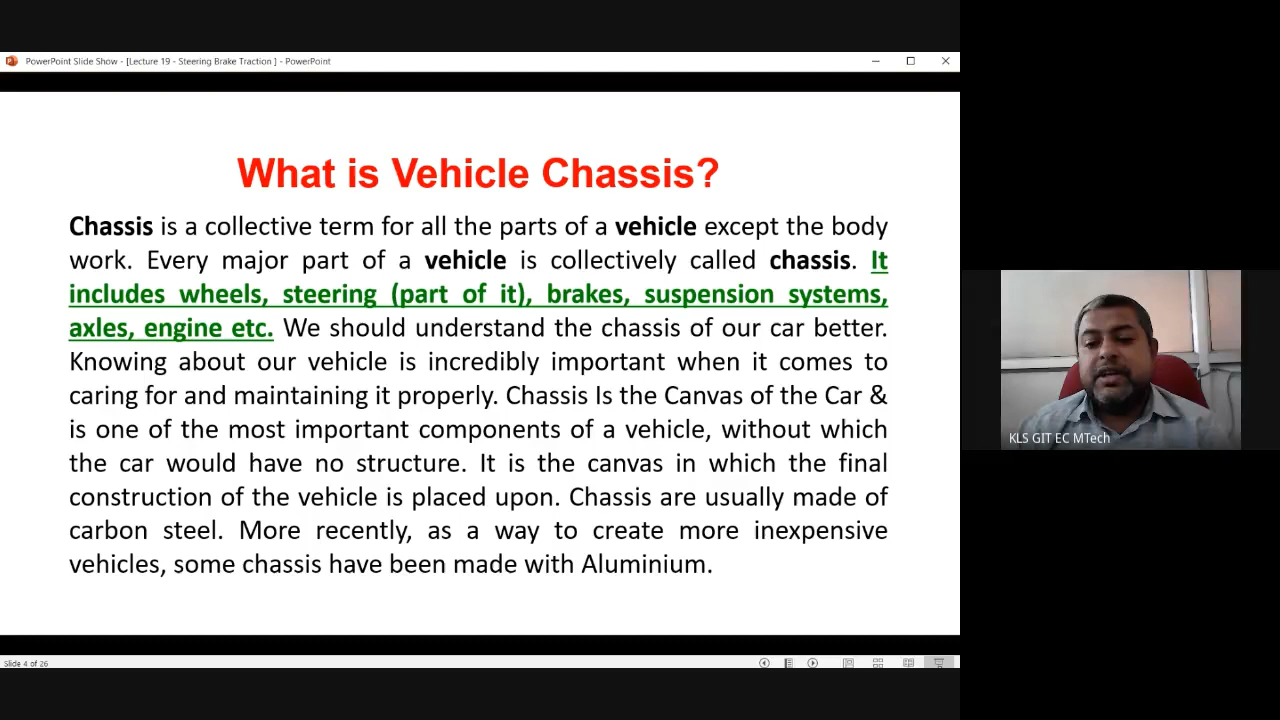 PowerPoint Slide Show - [Lecture 19 - Steering Brake Traction ] - PowerPoint
What is Vehicle Chassis?
Chassis is a collective term for all the parts of a vehicle except the body
work. Every major part of a vehicle is collectively called chassis. It
includes wheels, steering (part of it), brakes, suspension systems,
axles, engine etc. We should understand the chassis of our car better.
Knowing about our vehicle is incredibly important when it comes to
caring for and maintaining it properly. Chassis Is the Canvas of the Car &
is one of the most important components of a vehicle, without which
the car would have no structure. It is the canvas in which the final
construction of the vehicle is placed upon. Chassis are usually made of
carbon steel. More recently, as a way to create more inexpensive
vehicles, some chassis have been made with Aluminium.
KLS GIT EC MTech
Slide 4 of 26